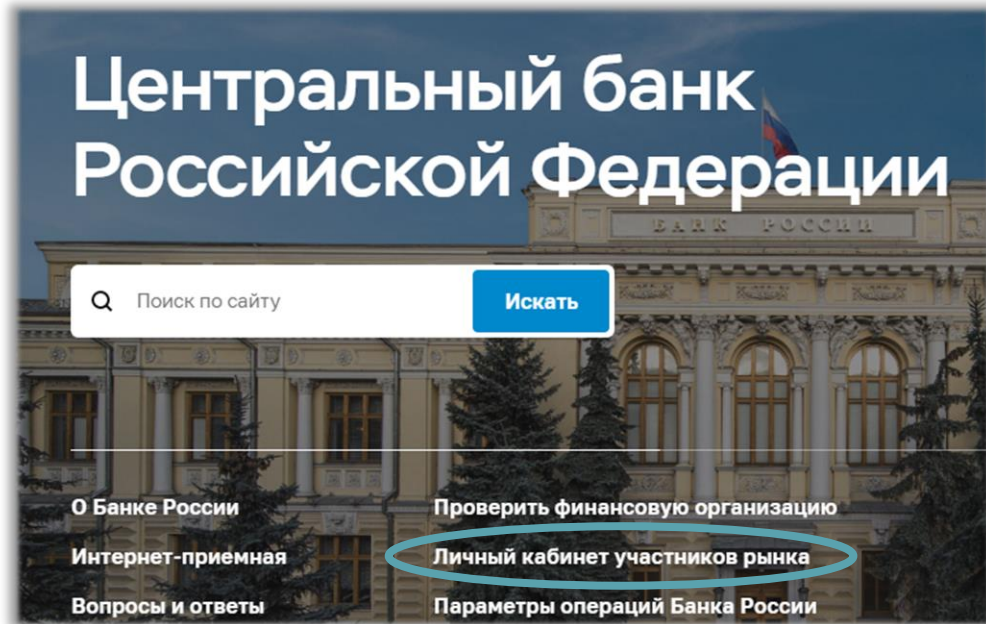 Центральный банк
Российской Федерации
БАНК РОССИИ
Поиск по сайту
Искать
О Банке России
Проверить финансовую организацию
Интернет-приемная
Личный кабинет участников рынка
Вопросы и ответы
Параметры операций Банка России